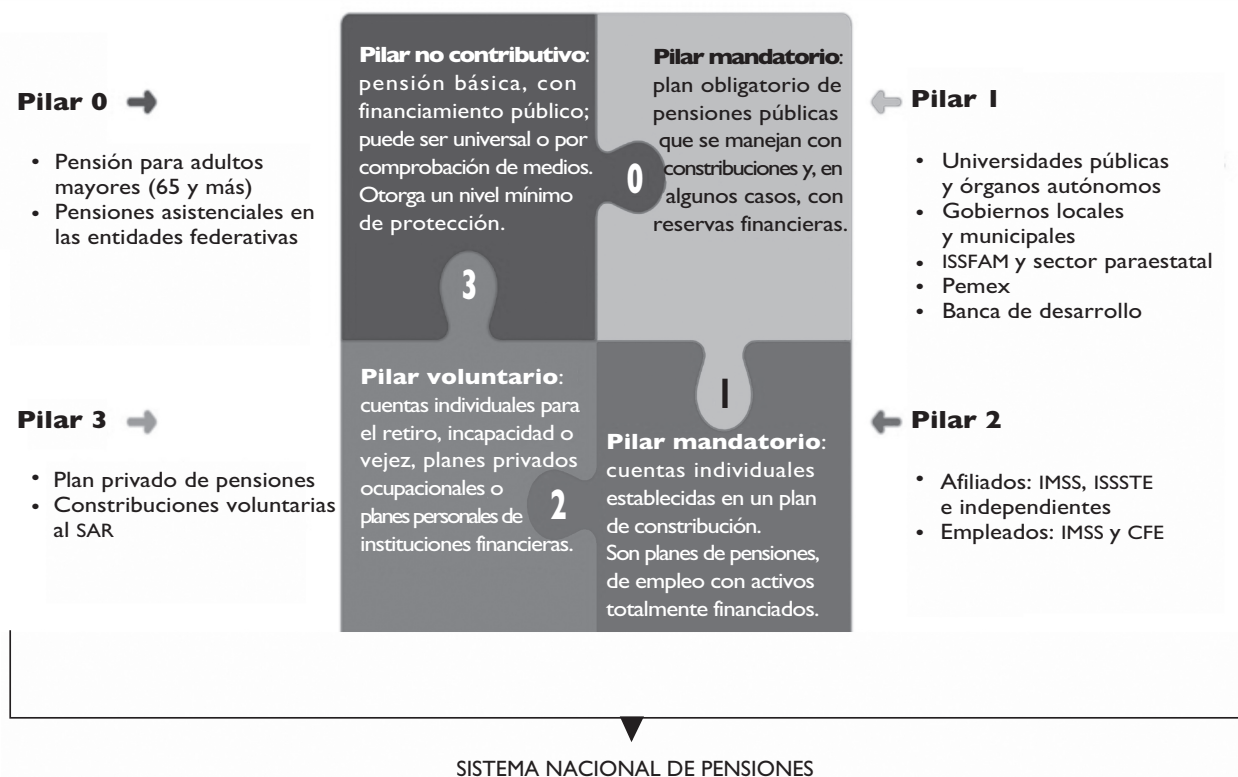 Pilar 0
• Pensión para adultos
mayores (65 y más)
• Pensiones asistenciales en
las entidades federativas
Pilar no contributivo:
pensión básica, con
financiamiento público;
puede ser universal o por
comprobación de medios.
Otorga un nivel mínimo
de protección.
0
Pilar mandatorio:
plan obligatorio de
pensiones públicas
que se manejan con
constribuciones y, en
algunos casos, con
reservas financieras.
Pilar 1
• Universidades públicas
y órganos autónomos
• Gobiernos locales
y municipales
• ISSFAM y sector paraestatal
• Pemex
• Banca de desarrollo
3
1
Pilar 3
• Plan privado de pensiones
• Constribuciones voluntarias
al SAR
Pilar voluntario:
cuentas individuales para
el retiro, incapacidad o
vejez, planes privados
ocupacionales o
planes personales de
instituciones financieras.
2
Pilar mandatorio:
cuentas individuales
establecidas en un plan
de constribución.
Son planes de pensiones,
de empleo con activos
totalmente financiados.
Pilar 2
• Afiliados: IMSS, ISSSTE
e independientes
• Empleados: IMSS y CFE
SISTEMA NACIONAL DE PENSIONES